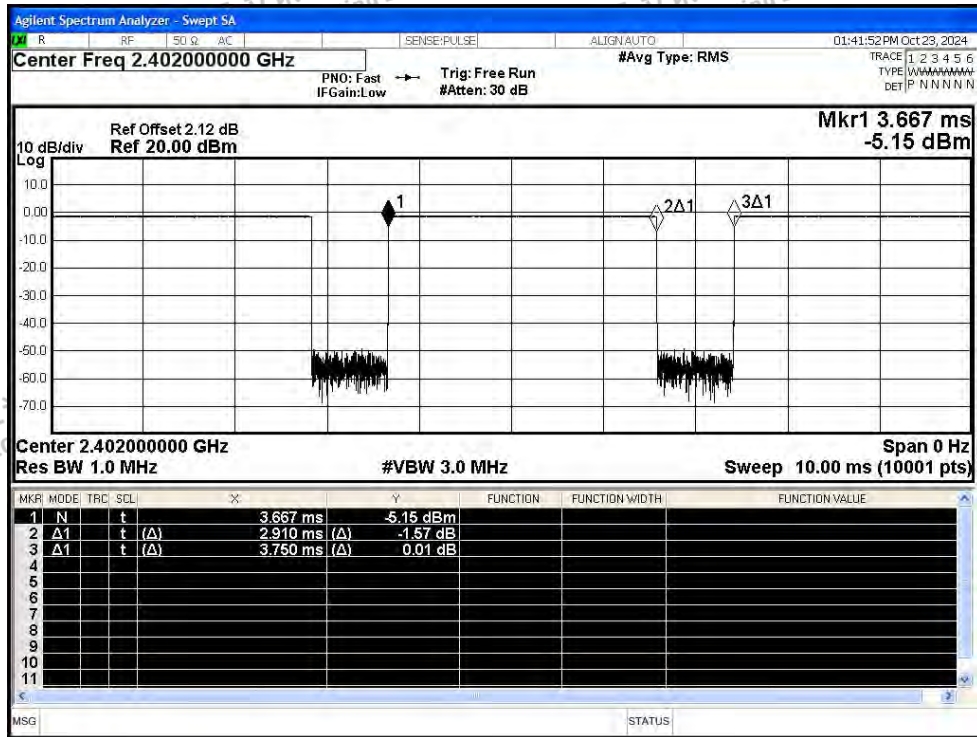 Agilent Spectrum Analyzer - Swept SA
R RF 50 Ω AC SENSE:PULSE ALIGN AUTO 01:41:52 PM Oct 23, 2024
Center Freq 2.402000000 GHz
PNO: Fast
IFGain:Low
Trig: Free Run
#Atten: 30 dB
#Avg Type: RMS
TRACE 1 2 3 4 5 6
TYPE
DET P N N N N N
Mkr1 3.667 ms
-5.15 dBm
Ref Offset 2.12 dB
10 dB/div Ref 20.00 dBm
Log
10.0
0.00
-10.0
-20.0
-30.0
-40.0
-50.0
-60.0
-70.0
1
2Δ1
3Δ1
Center 2.402000000 GHz Span 0 Hz
Res BW 1.0 MHz #VBW 3.0 MHz Sweep 10.00 ms (10001 pts)
MKR MODE TRC SCL X Y FUNCTION FUNCTION WIDTH FUNCTION VALUE
1 N t 3.667 ms -5.15 dBm
2 Δ1 t (Δ) 2.910 ms (Δ) -1.57 dB
3 Δ1 t (Δ) 3.750 ms (Δ) 0.01 dB
4
5
6
7
8
9
10
11
MSG STATUS